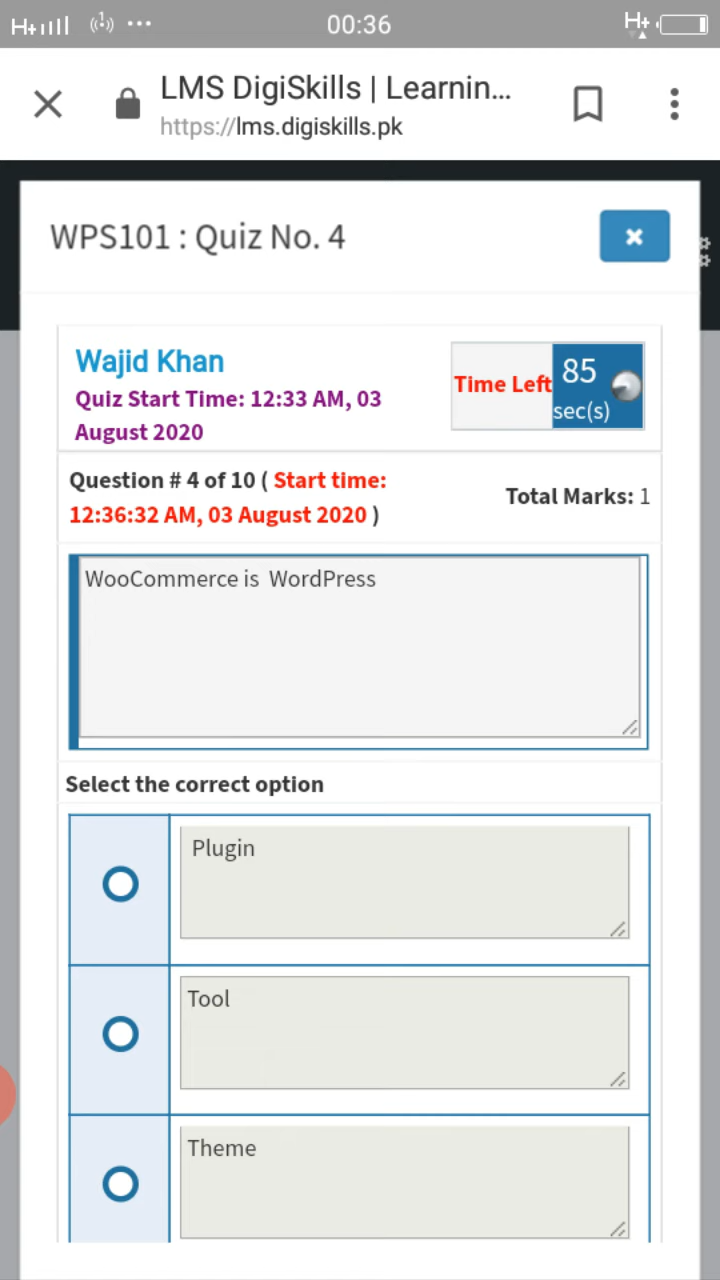 00:36
H+
LMS DigiSkills | Learnin...
https://lms.digiskills.pk
WPS101 : Quiz No. 4
Wajid Khan
Quiz Start Time: 12:33 AM, 03
August 2020
Time Left 85
sec(s)
Question # 4 of 10 ( Start time:
12:36:32 AM, 03 August 2020 )
Total Marks: 1
WooCommerce is  WordPress
Select the correct option
Plugin
Tool
Theme